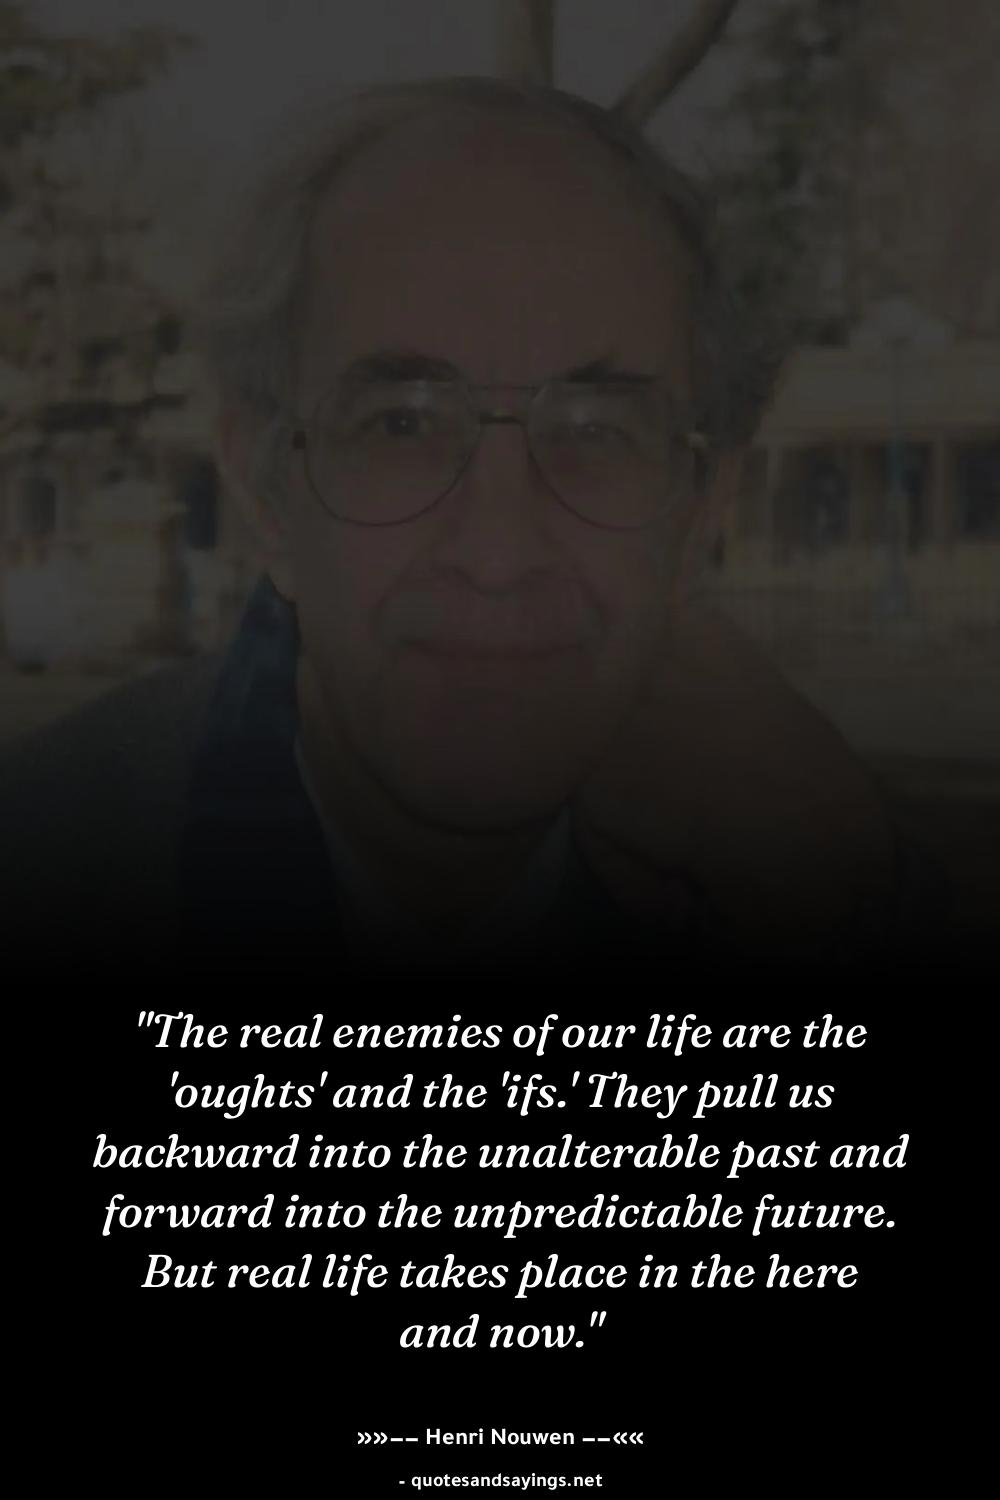 "The real enemies of our life are the
'oughts' and the 'ifs.' They pull us
backward into the unalterable past and
forward into the unpredictable future.
But real life takes place in the here
and now."
»»–– Henri Nouwen ––««
- quotesandsayings.net